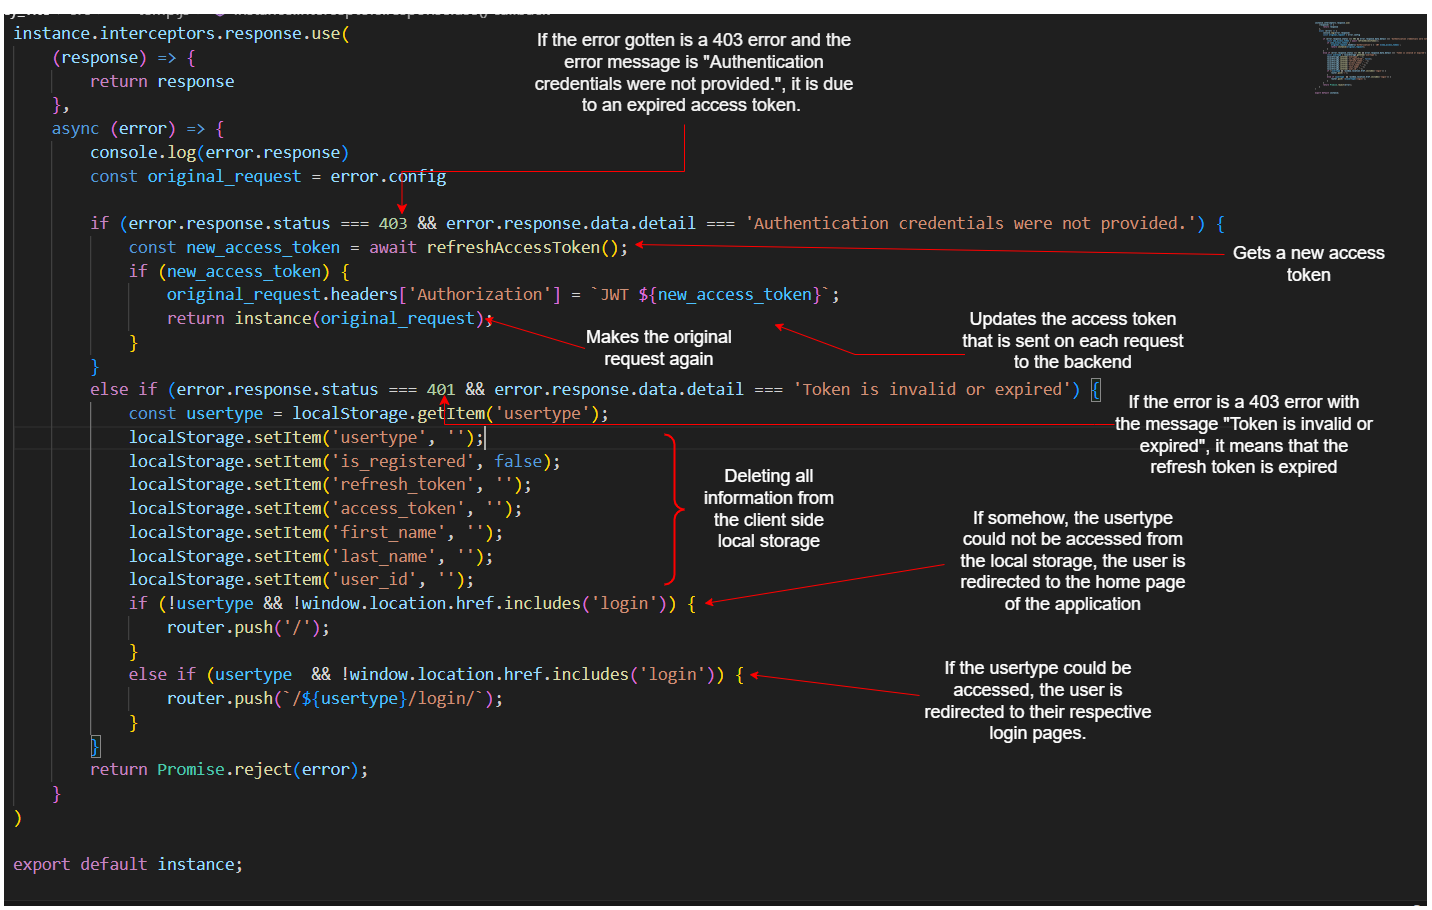 instance.interceptors.response.use(
(response) => {
return response
},
async (error) => {
console.log(error.response)
const original_request = error.config
If the error gotten is a 403 error and the
error message is "Authentication
credentials were not provided.", it is due
to an expired access token.
if (error.response.status === 403 && error.response.data.detail === 'Authentication credentials were not provided.') {
const new_access_token = await refreshAccessToken();
Gets a new access
token
if (new_access_token) {
original_request.headers['Authorization'] = `JWT ${new_access_token}`;
return instance(original_request);
Makes the original
request again
Updates the access token
that is sent on each request
to the backend
}
}
else if (error.response.status === 401 && error.response.data.detail === 'Token is invalid or expired') {
If the error is a 403 error with
the message "Token is invalid or
expired", it means that the
refresh token is expired
const usertype = localStorage.getItem('usertype');
localStorage.setItem('usertype', '');
localStorage.setItem('is_registered', false);
localStorage.setItem('refresh_token', '');
localStorage.setItem('access_token', '');
localStorage.setItem('first_name', '');
localStorage.setItem('last_name', '');
localStorage.setItem('user_id', '');
Deleting all
information from
the client side
local storage
if (!usertype && !window.location.href.includes('login')) {
router.push('/');
}
If somehow, the usertype
could not be accessed from
the local storage, the user is
redirected to the home page
of the application
else if (usertype  && !window.location.href.includes('login')) {
router.push(`/${usertype}/login/`);
}
If the usertype could be
accessed, the user is
redirected to their respective
login pages.
}
return Promise.reject(error);
}
)
export default instance;